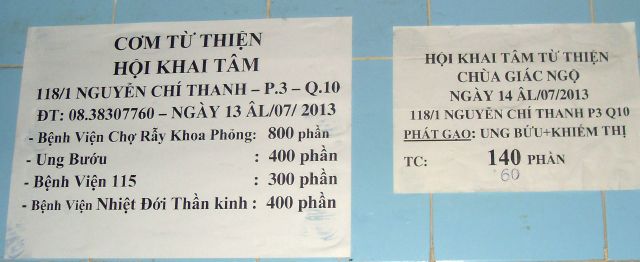 CƠM TỪ THIỆN
HỘI KHAI TÂM
118/1 NGUYỄN CHÍ THANH – P.3 – Q.10
ĐT: 08.38307760 – NGÀY 13 ÂL/07/ 2013
- Bệnh Viện Chợ Rẫy Khoa Phỏng: 800 phần
- Ung Bướu : 400 phần
- Bệnh Viện 115 : 300 phần
- Bệnh Viện Nhiệt Đới Thần kinh : 400 phần
HỘI KHAI TÂM TỪ THIỆN
CHÙA GIÁC NGỘ
NGÀY 14 ÂL/07/2013
118/1 NGUYỄN CHÍ THANH P3 Q10
PHÁT GẠO: UNG BỨU+KHIẾM THỊ
TC: 140 PHẦN
60